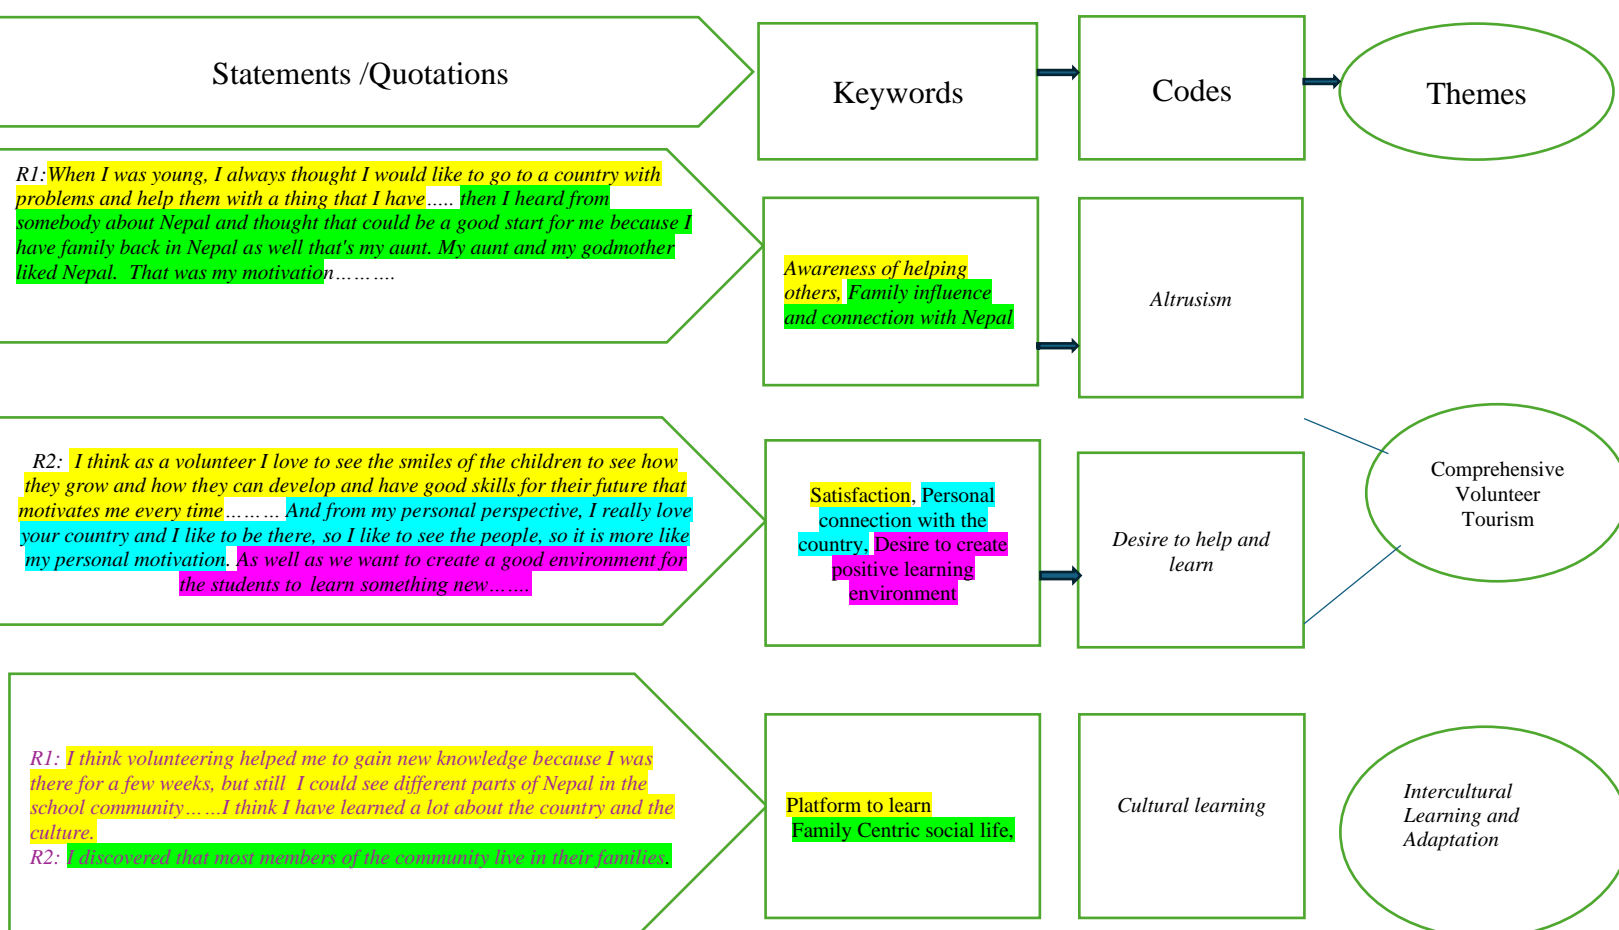 Statements /Quotations
Keywords
Codes
Themes
R1:When I was young, I always thought I would like to go to a country with
problems and help them with a thing that I have….. then I heard from
somebody about Nepal and thought that could be a good start for me because I
have family back in Nepal as well that's my aunt. My aunt and my godmother
liked Nepal.  That was my motivation……….
Awareness of helping
others, Family influence
and connection with Nepal
Altrusism
R2:  I think as a volunteer I love to see the smiles of the children to see how
they grow and how they can develop and have good skills for their future that
motivates me every time……… And from my personal perspective, I really love
your country and I like to be there, so I like to see the people, so it is more like
my personal motivation. As well as we want to create a good environment for
the students to  learn something new…….
Satisfaction, Personal
connection with the
country, Desire to create
positive learning
environment
Desire to help and
learn
Comprehensive
Volunteer
Tourism
R1: I think volunteering helped me to gain new knowledge because I was
there for a few weeks, but still  I could see different parts of Nepal in the
school community……I think I have learned a lot about the country and the
culture.
R2: I discovered that most members of the community live in their families.
Platform to learn
Family Centric social life,
Cultural learning
Intercultural
Learning and
Adaptation